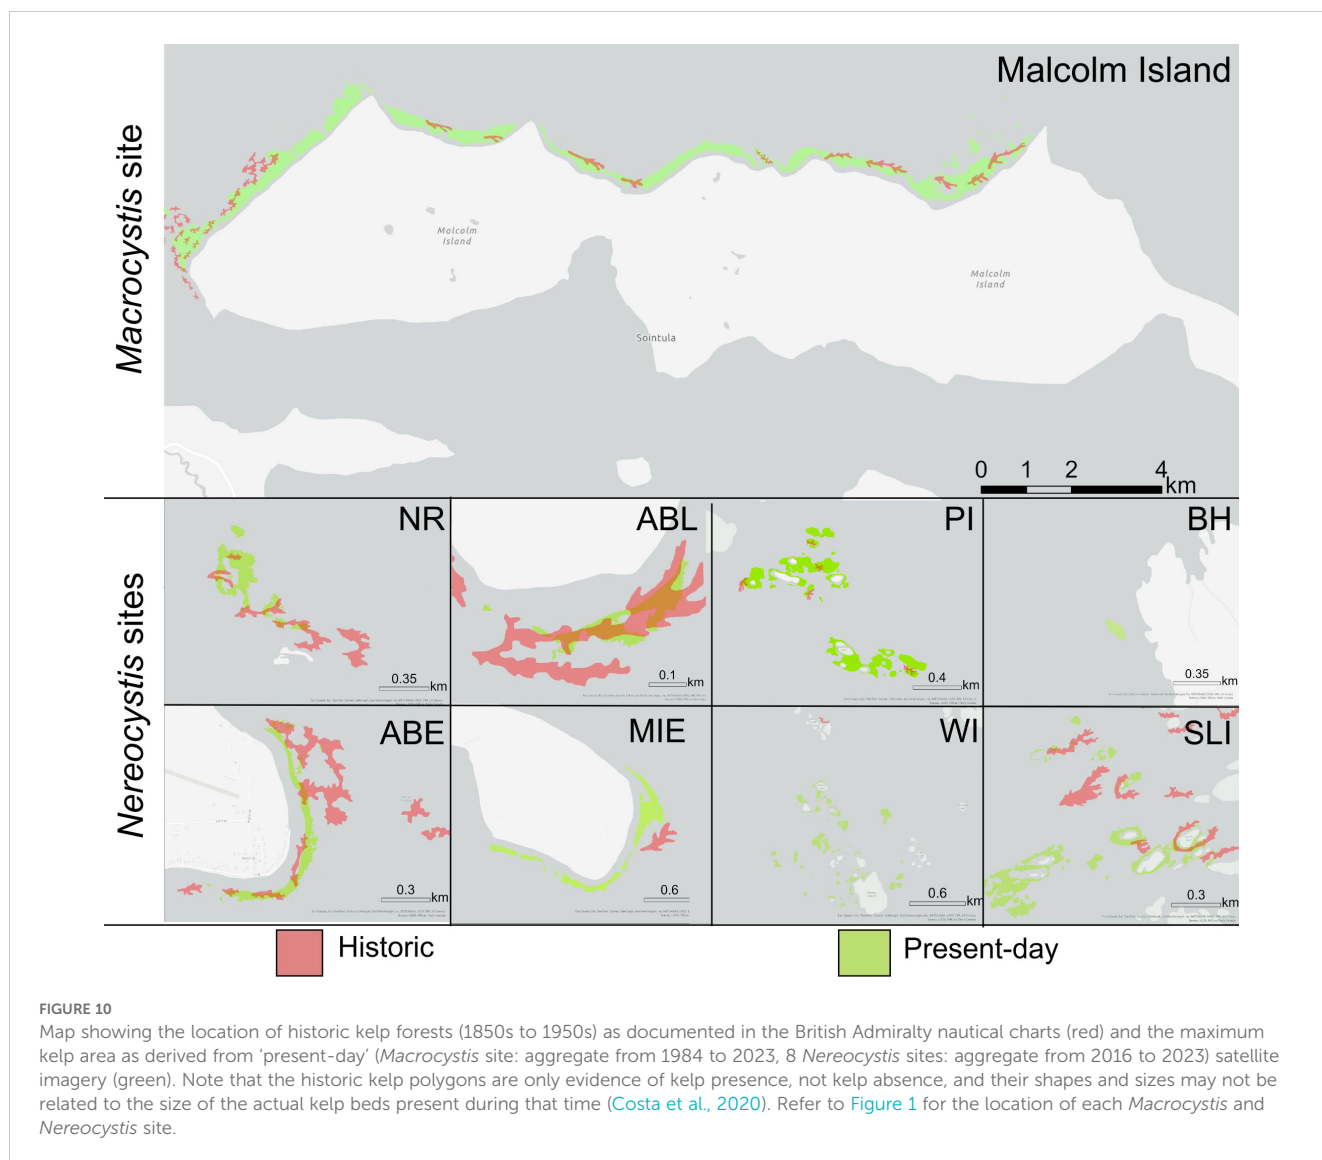 Malcolm Island
Macrocystis site
Malcolm
Island
Malcolm
Island
Sointula
0 1 2 4
km
Nereocystis sites
NR
0.35 km
ABL
0.1 km
PI
0.4 km
BH
0.35 km
ABE
0.3 km
MIE
0.6
WI
0.6 km
SLI
0.3 km
Historic
Present-day
FIGURE 10
Map showing the location of historic kelp forests (1850s to 1950s) as documented in the British Admiralty nautical charts (red) and the maximum
kelp area as derived from ‘present-day’ (Macrocystis site: aggregate from 1984 to 2023, 8 Nereocystis sites: aggregate from 2016 to 2023) satellite
imagery (green). Note that the historic kelp polygons are only evidence of kelp presence, not kelp absence, and their shapes and sizes may not be
related to the size of the actual kelp beds present during that time (Costa et al., 2020). Refer to Figure 1 for the location of each Macrocystis and
Nereocystis site.